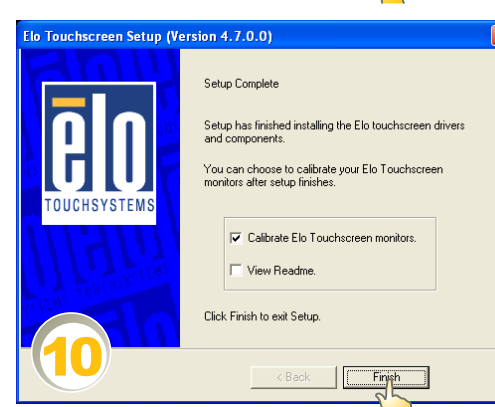 Elo Touchscreen Setup (Version 4.7.0.0)
elo
TOUCHSYSTEMS
Setup Complete
Setup has finished installing the Elo touchscreen drivers
and components.
You can choose to calibrate your Elo Touchscreen
monitors after setup finishes.
Calibrate Elo Touchscreen monitors.
View Readme.
Click Finish to exit Setup.
10
< Back
Finish